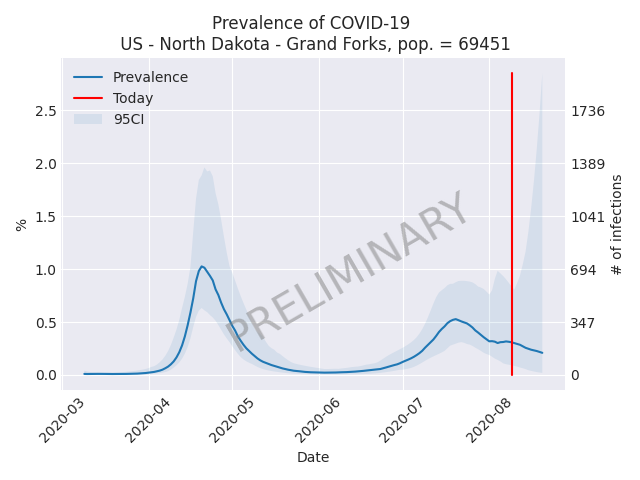 Prevalence of COVID-19
US - North Dakota - Grand Forks, pop. = 69451
Prevalence
Today
95CI
2.5
2.0
1.5
1.0
0.5
0.0
%
1736
1389
1041
694
347
0
# of infections
PRELIMINARY
2020-03
2020-04
2020-05
2020-06
2020-07
2020-08
Date